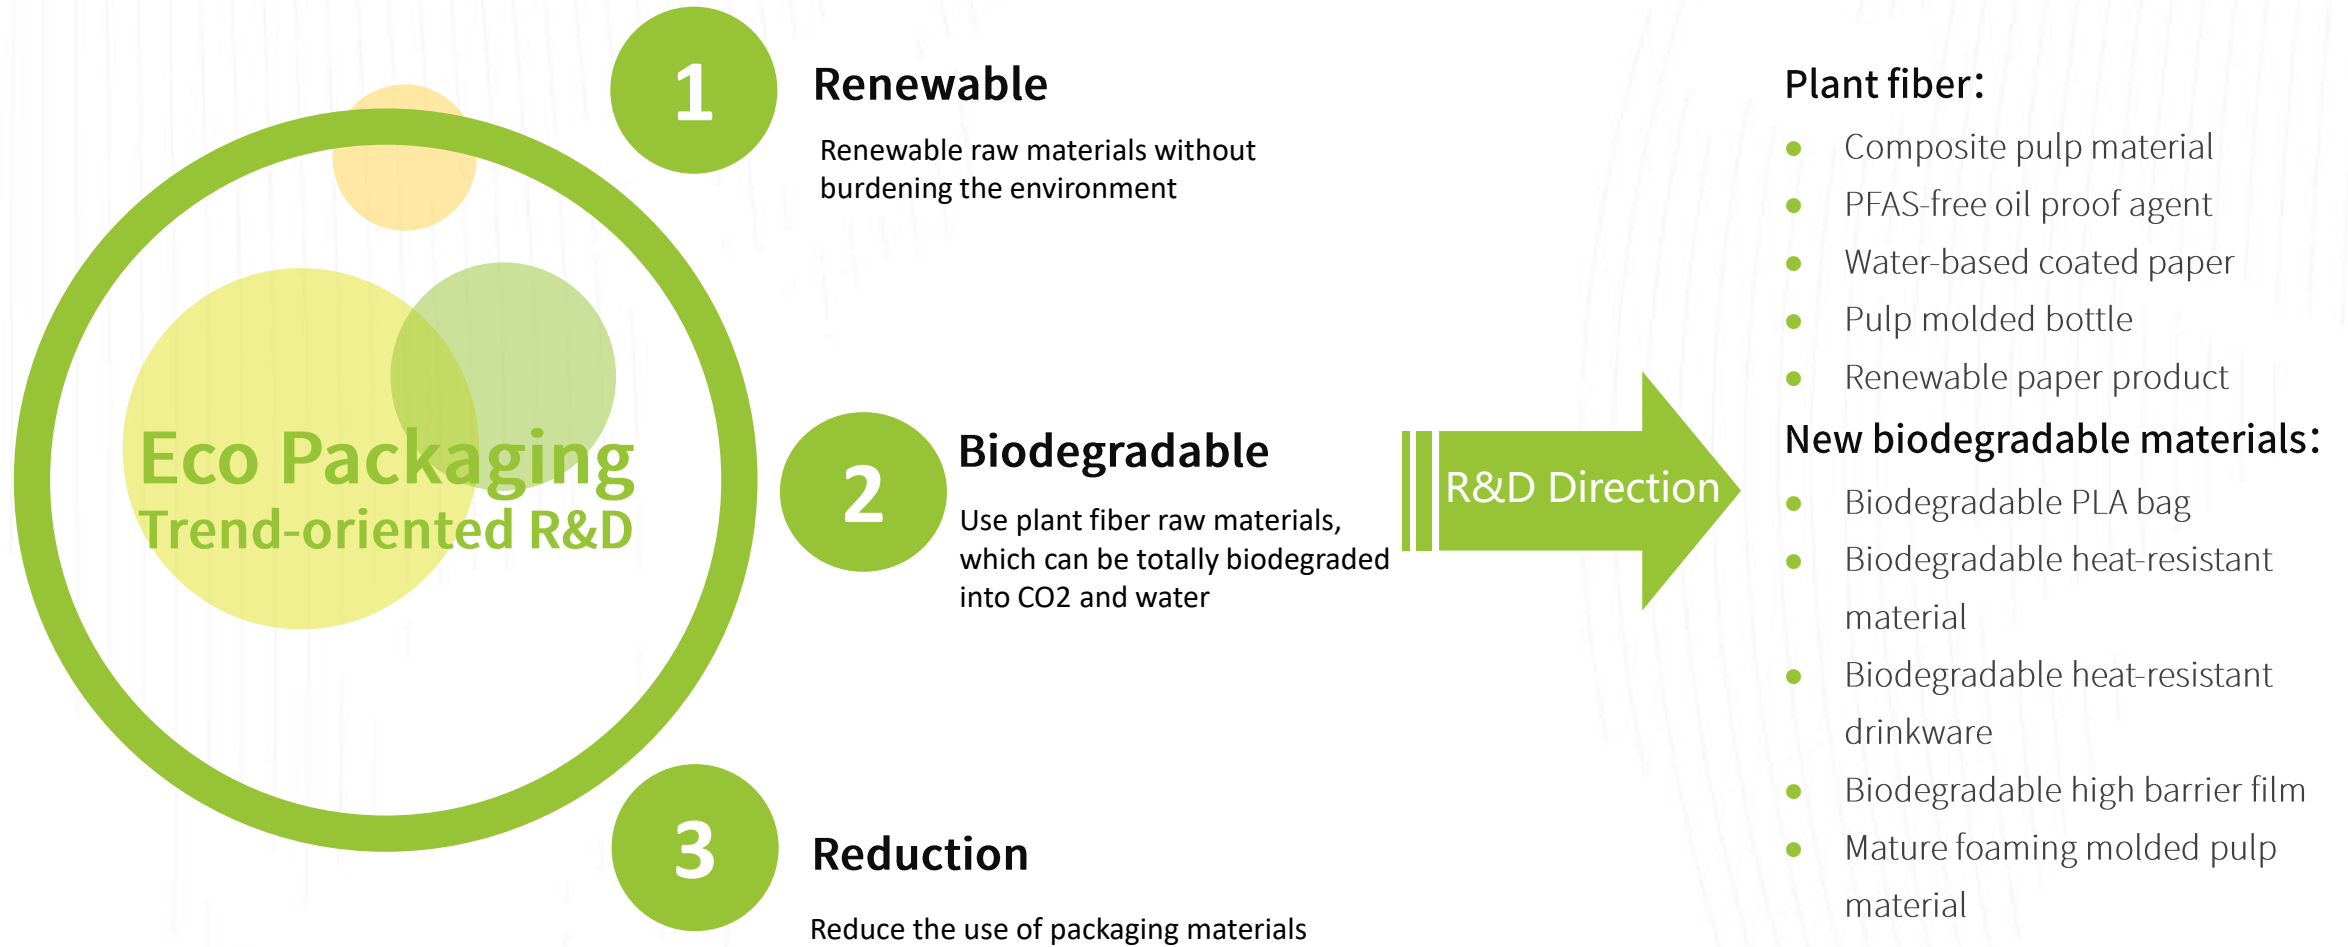 Eco Packaging
Trend-oriented R&D
1
Renewable
Renewable raw materials without
burdening the environment
2
Biodegradable
Use plant fiber raw materials,
which can be totally biodegraded
into CO2 and water
3
Reduction
Reduce the use of packaging materials
R&D Direction
Plant fiber：
● Composite pulp material
● PFAS-free oil proof agent
● Water-based coated paper
● Pulp molded bottle
● Renewable paper product
New biodegradable materials：
● Biodegradable PLA bag
● Biodegradable heat-resistant
material
● Biodegradable heat-resistant
drinkware
● Biodegradable high barrier film
● Mature foaming molded pulp
material